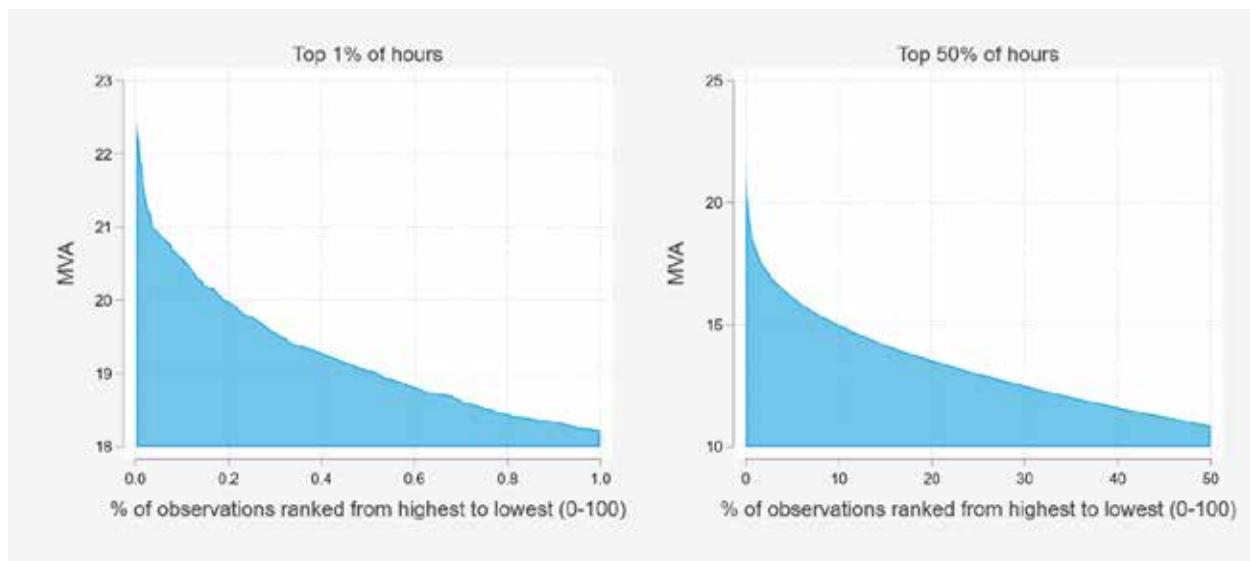 Top 1% of hours
23
22
21
20
19
18
MVA
0.0 0.2 0.4 0.6 0.8 1.0
% of observations ranked from highest to lowest (0-100)
Top 50% of hours
25
20
15
10
MVA
0 10 20 30 40 50
% of observations ranked from highest to lowest (0-100)